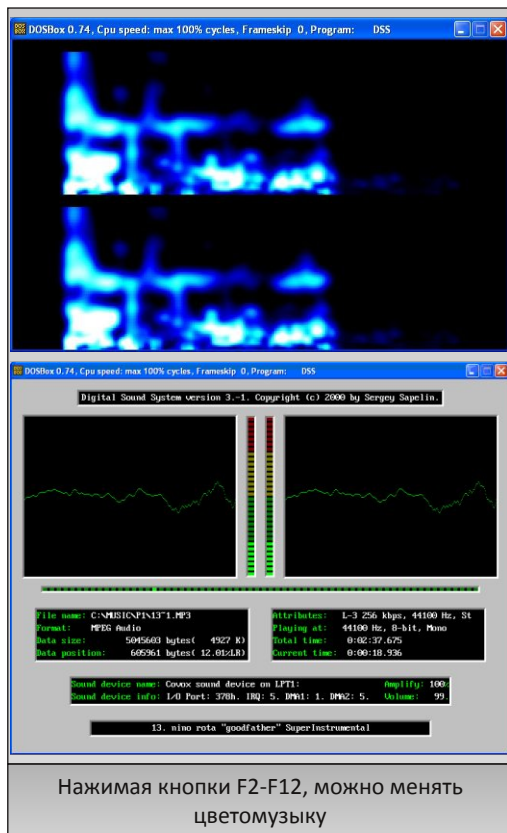 DOSBox 0.74, Cpu speed: max 100% cycles, Frameskip 0, Program: DSS
DOSBox 0.74, Cpu speed: max 100% cycles, Frameskip 0, Program: DSS
Digital Sound System version 3.-1. Copyright (c) 2000 by Sergey Sapelin.
File name: C:\MUSIC\P1\13~1.MP3
Format: MPEG Audio
Data size: 5045603 bytes( 4927 K)
Data position: 605961 bytes( 12.01%LR)
Attributes: L-3 256 kbps, 44100 Hz, St
Playing at: 44100 Hz, 8-bit, Mono
Total time: 0:02:37.675
Current time: 0:00:18.936
Sound device name: Covox sound device on LPT1: Amplify: 100%
Sound device info: I/O Port: 378h. IRQ: 5. DMA1: 1. DMA2: 5. Volume: 99.
13. nino rota "goodfather" SuperInstrumental
Нажимая кнопки F2-F12, можно менять
цветомузыку